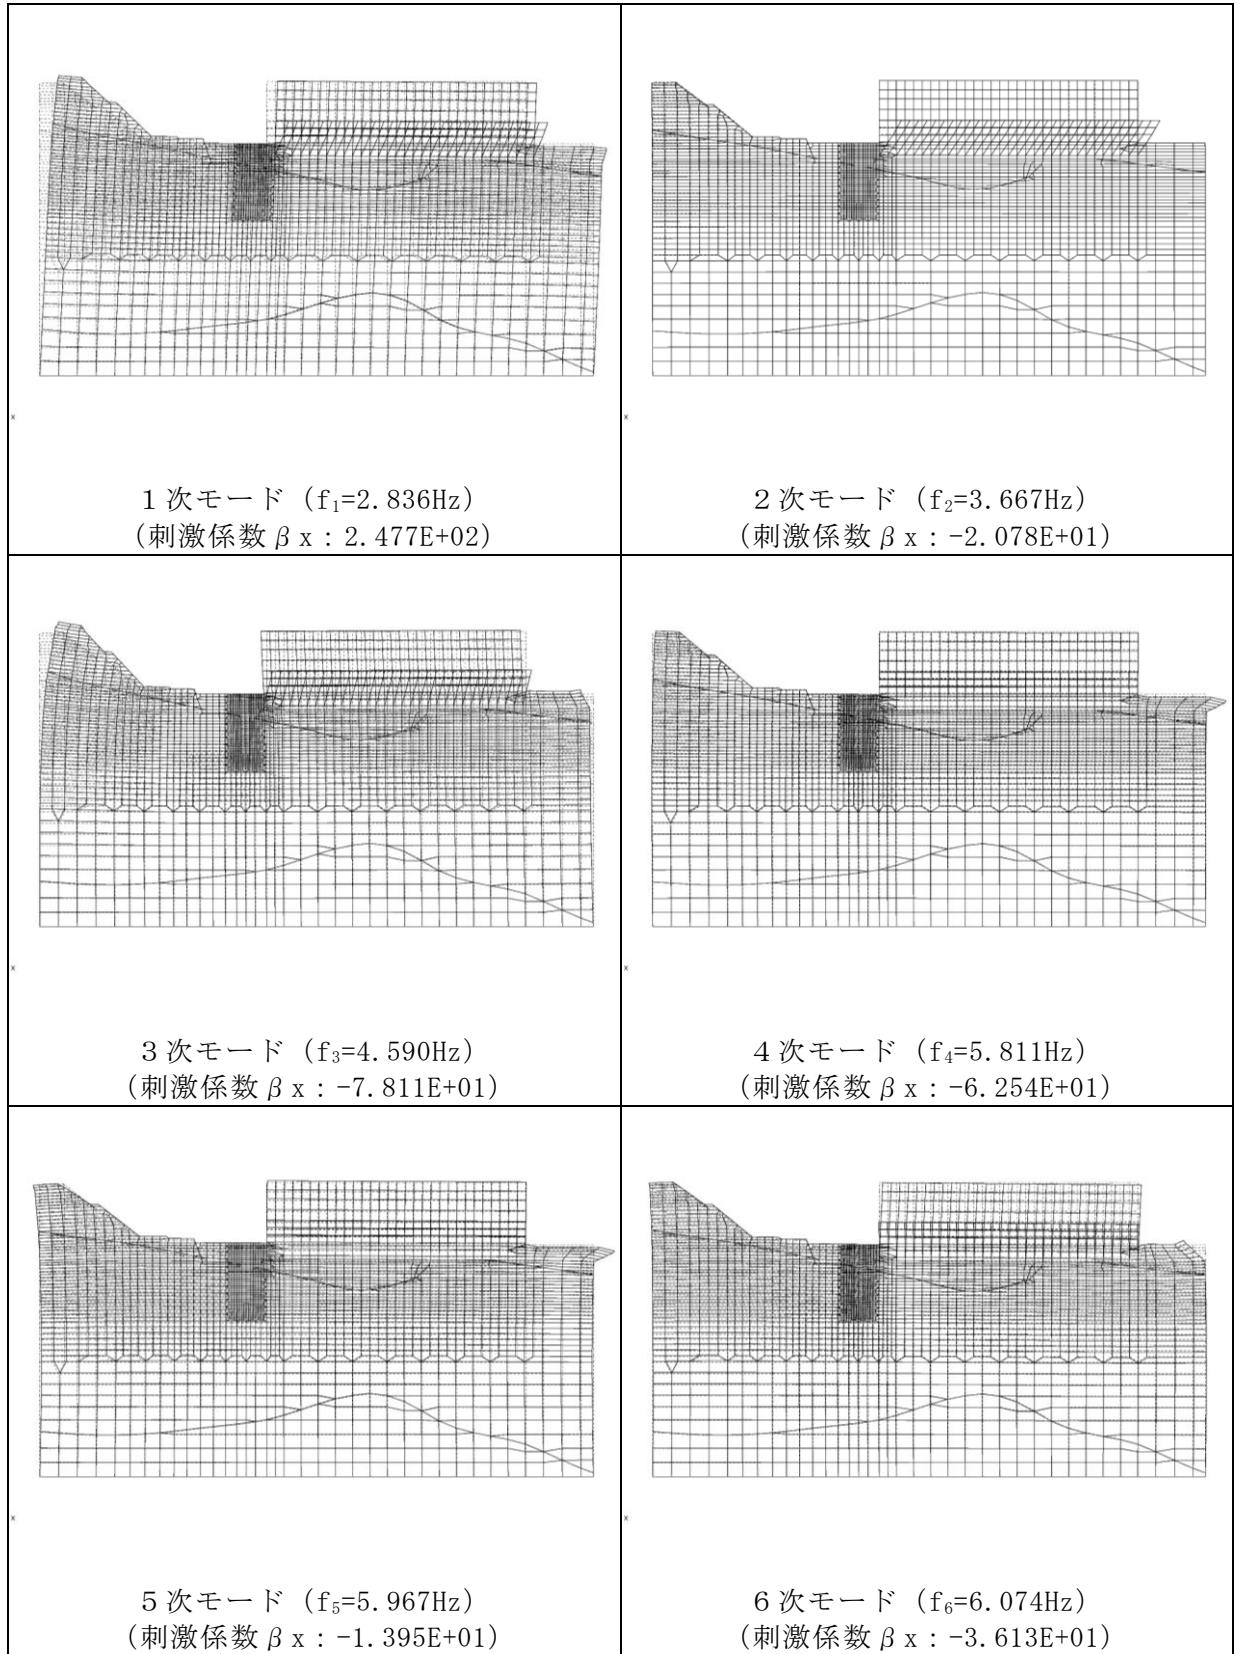 1次モード (f₁=2.836Hz)
(刺激係数βx:2.477E+02)
2次モード (f₂=3.667Hz)
(刺激係数βx:-2.078E+01)
3次モード (f₃=4.590Hz)
(刺激係数βx:-7.811E+01)
4次モード (f₄=5.811Hz)
(刺激係数βx:-6.254E+01)
5次モード (f₅=5.967Hz)
(刺激係数βx:-1.395E+01)
6次モード (f₆=6.074Hz)
(刺激係数βx:-3.613E+01)